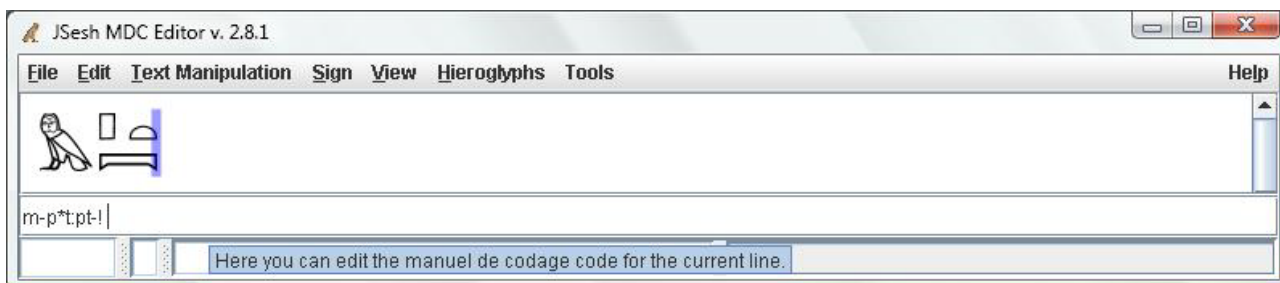 JSesh MDC Editor v. 2.8.1
File Edit Text Manipulation Sign View Hieroglyphs Tools Help
𓅓𓊪𓏏𓇯
m-p*t:pt-!
Here you can edit the manuel de codage code for the current line.